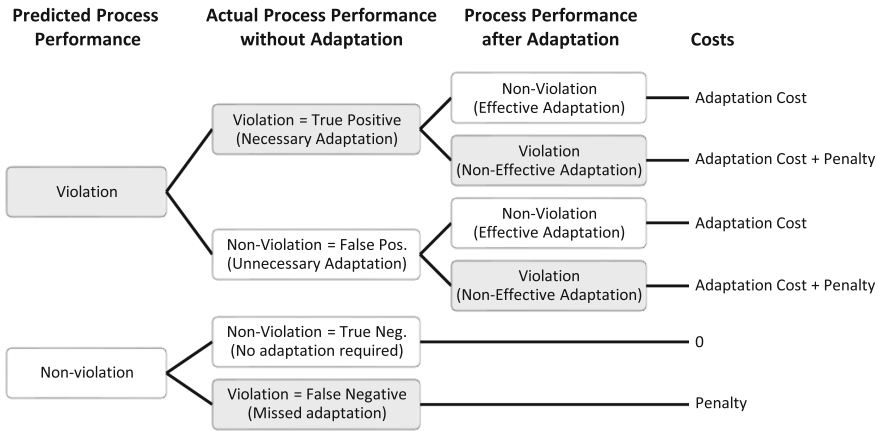 Predicted Process
Performance
Actual Process Performance
without Adaptation
Process Performance
after Adaptation
Costs
Violation
Violation = True Positive
(Necessary Adaptation)
Non-Violation
(Effective Adaptation)
Adaptation Cost
Violation
(Non-Effective Adaptation)
Adaptation Cost + Penalty
Non-Violation = False Pos.
(Unnecessary Adaptation)
Non-Violation
(Effective Adaptation)
Adaptation Cost
Violation
(Non-Effective Adaptation)
Adaptation Cost + Penalty
Non-violation
Non-Violation = True Neg.
(No adaptation required)
0
Violation = False Negative
(Missed adaptation)
Penalty